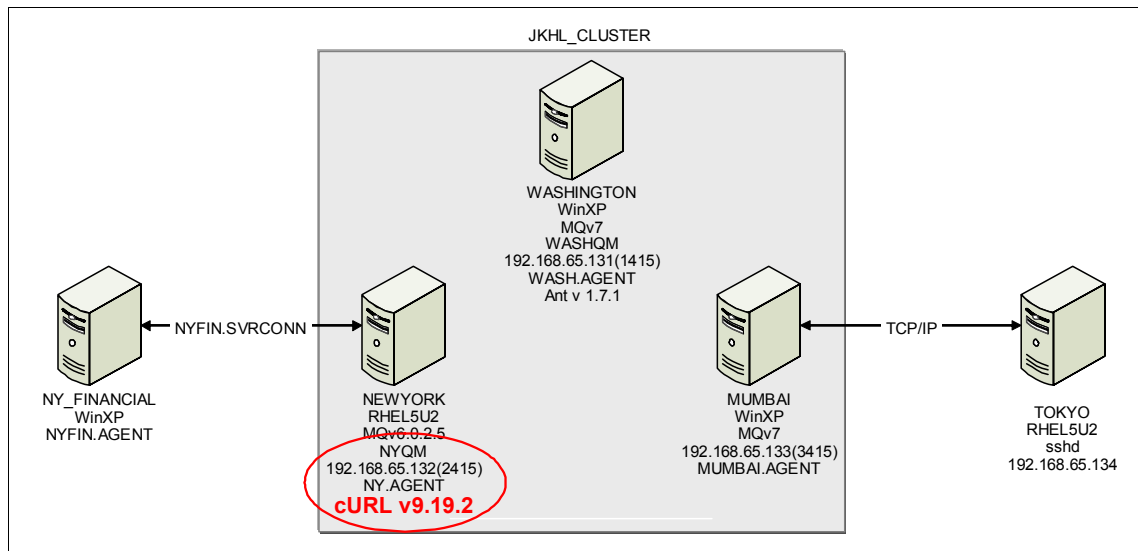 JKHL_CLUSTER
WASHINGTON
WinXP
MQv7
WASHQM
192.168.65.131(1415)
WASH.AGENT
Ant v 1.7.1
NYFIN.SVRCONN
TCP/IP
NY_FINANCIAL
WinXP
NYFIN.AGENT
NEWYORK
RHEL5U2
MQv6.0.2.5
NYQM
192.168.65.132(2415)
NY.AGENT
cURL v9.19.2
MUMBAI
WinXP
MQv7
192.168.65.133(3415)
MUMBAI.AGENT
TOKYO
RHEL5U2
sshd
192.168.65.134